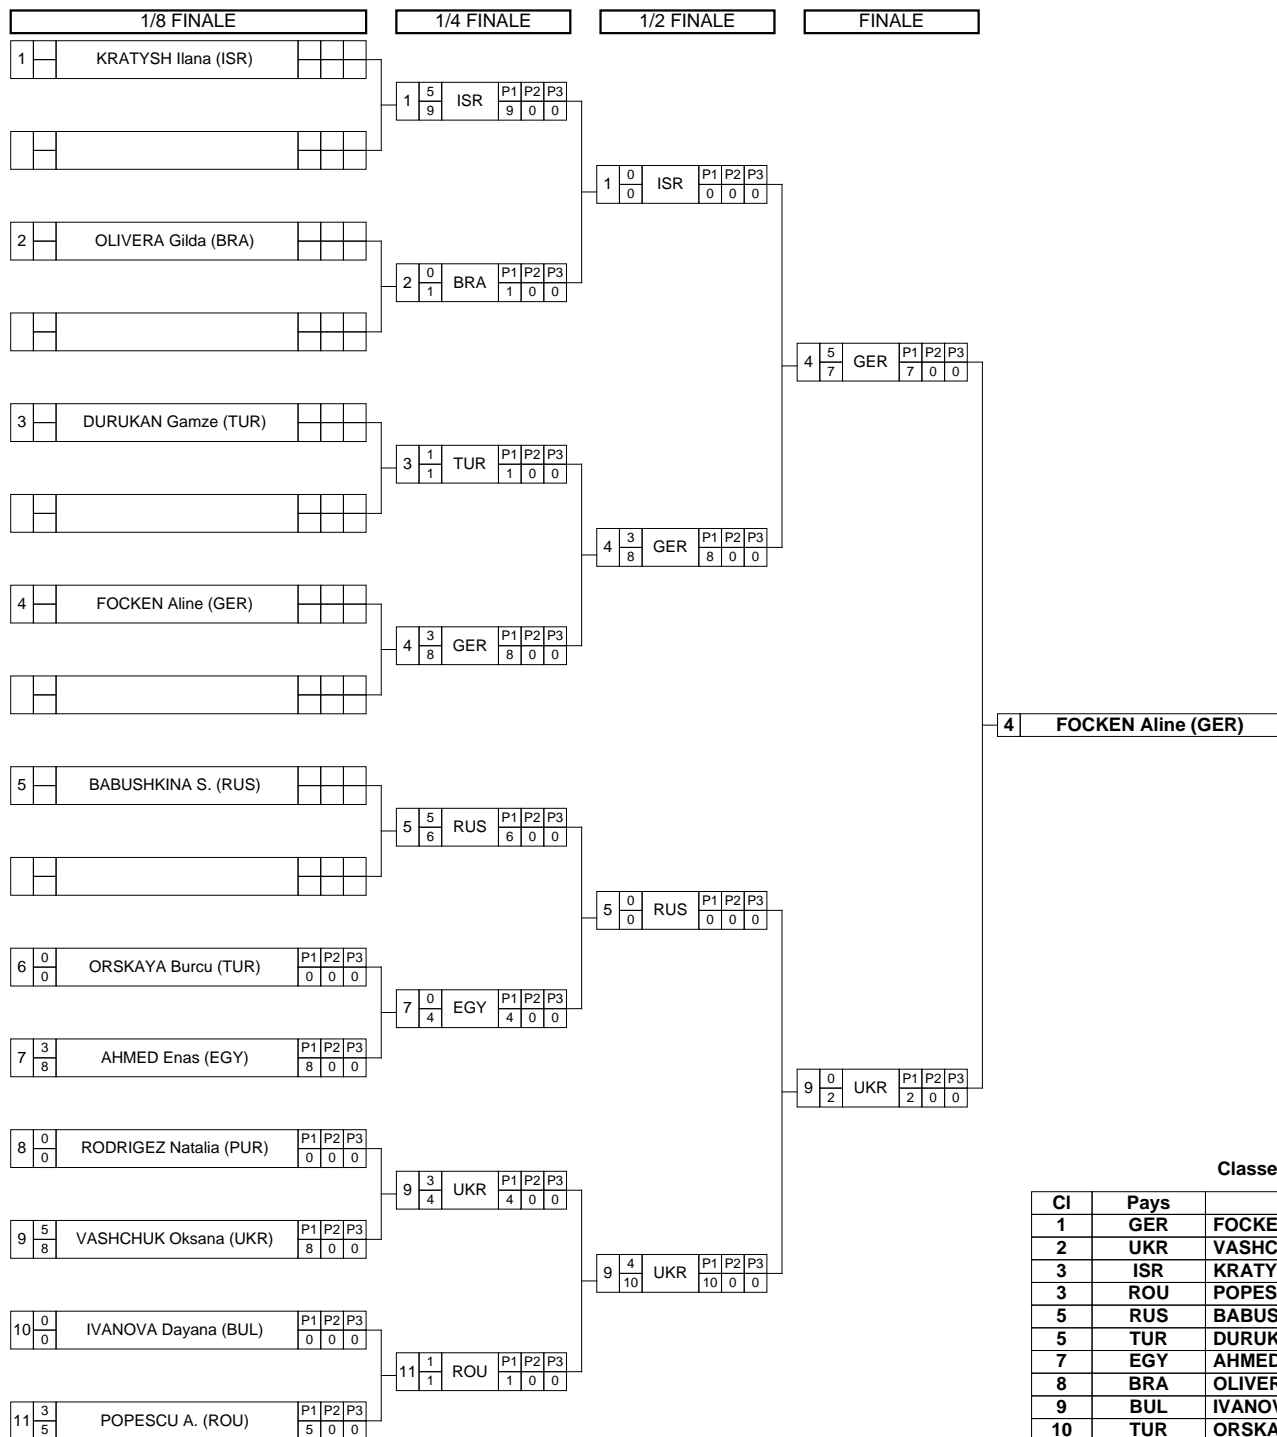 1/8 FINALE 1/4 FINALE 1/2 FINALE FINALE
1 KRATYSH Ilana (ISR)
1 5 9 ISR P1 P2 P3 9 0 0
1 0 0 ISR P1 P2 P3 0 0 0
2 OLIVERA Gilda (BRA)
2 0 1 BRA P1 P2 P3 1 0 0
4 5 7 GER P1 P2 P3 7 0 0
3 DURUKAN Gamze (TUR)
3 1 1 TUR P1 P2 P3 1 0 0
4 3 8 GER P1 P2 P3 8 0 0
4 FOCKEN Aline (GER)
4 3 8 GER P1 P2 P3 8 0 0
4 FOCKEN Aline (GER)
5 BABUSHKINA S. (RUS)
5 5 6 RUS P1 P2 P3 6 0 0
5 0 0 RUS P1 P2 P3 0 0 0
6 0 0 ORSKAYA Burcu (TUR) P1 P2 P3 0 0 0
7 0 4 EGY P1 P2 P3 4 0 0
7 3 8 AHMED Enas (EGY) P1 P2 P3 8 0 0
9 0 2 UKR P1 P2 P3 2 0 0
8 0 0 RODRIGEZ Natalia (PUR) P1 P2 P3 0 0 0
9 3 4 UKR P1 P2 P3 4 0 0
9 5 8 VASHCHUK Oksana (UKR) P1 P2 P3 8 0 0
9 4 10 UKR P1 P2 P3 10 0 0
10 0 0 IVANOVA Dayana (BUL) P1 P2 P3 0 0 0
11 1 1 ROU P1 P2 P3 1 0 0
11 3 5 POPESCU A. (ROU) P1 P2 P3 5 0 0
Classe
Cl Pays
1 GER FOCKE
2 UKR VASHC
3 ISR KRATY
3 ROU POPES
5 RUS BABUS
5 TUR DURUK
7 EGY AHMED
8 BRA OLIVER
9 BUL IVANOV
10 TUR ORSKA